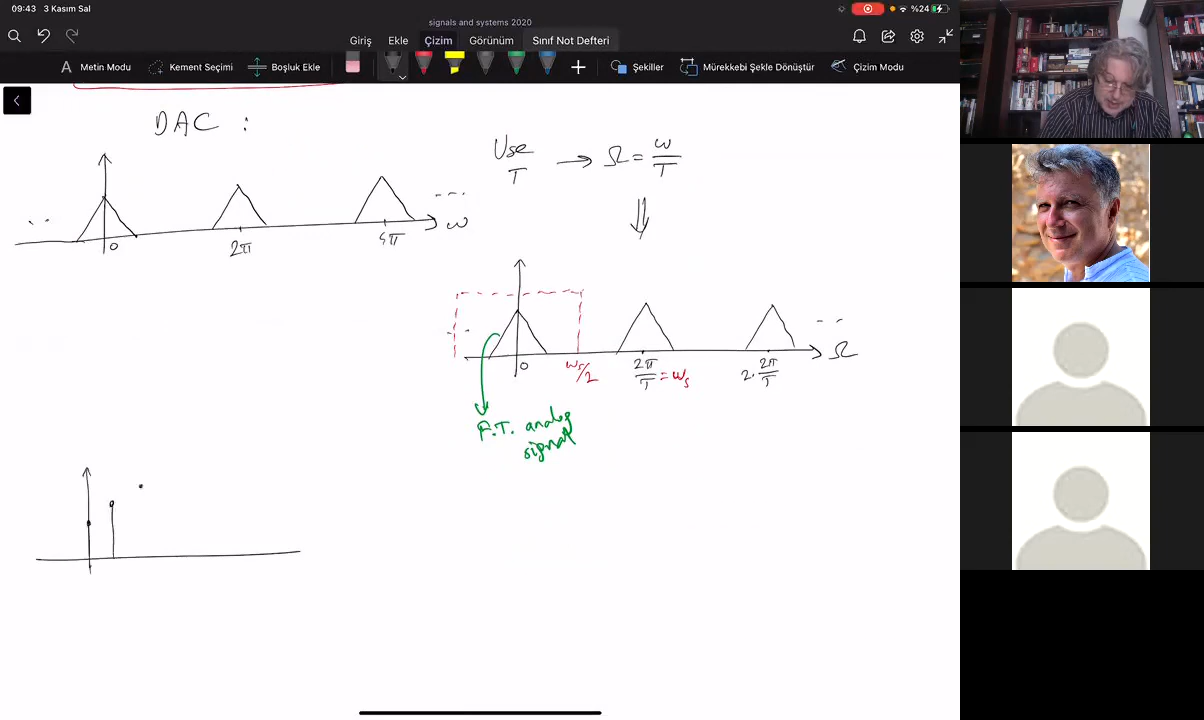 09:43 3 Kasım Sal
%24
signals and systems 2020
Giriş Ekle Çizim Görünüm Sınıf Not Defteri
Metin Modu Kement Seçimi Boşluk Ekle Şekiller Mürekkebi Şekle Dönüştür Çizim Modu
DAC :
Use T → Ω = w/T
0 2π 4π w
0 ws/2 2π/T = ws 2·2π/T Ω
F.T. analog
signal